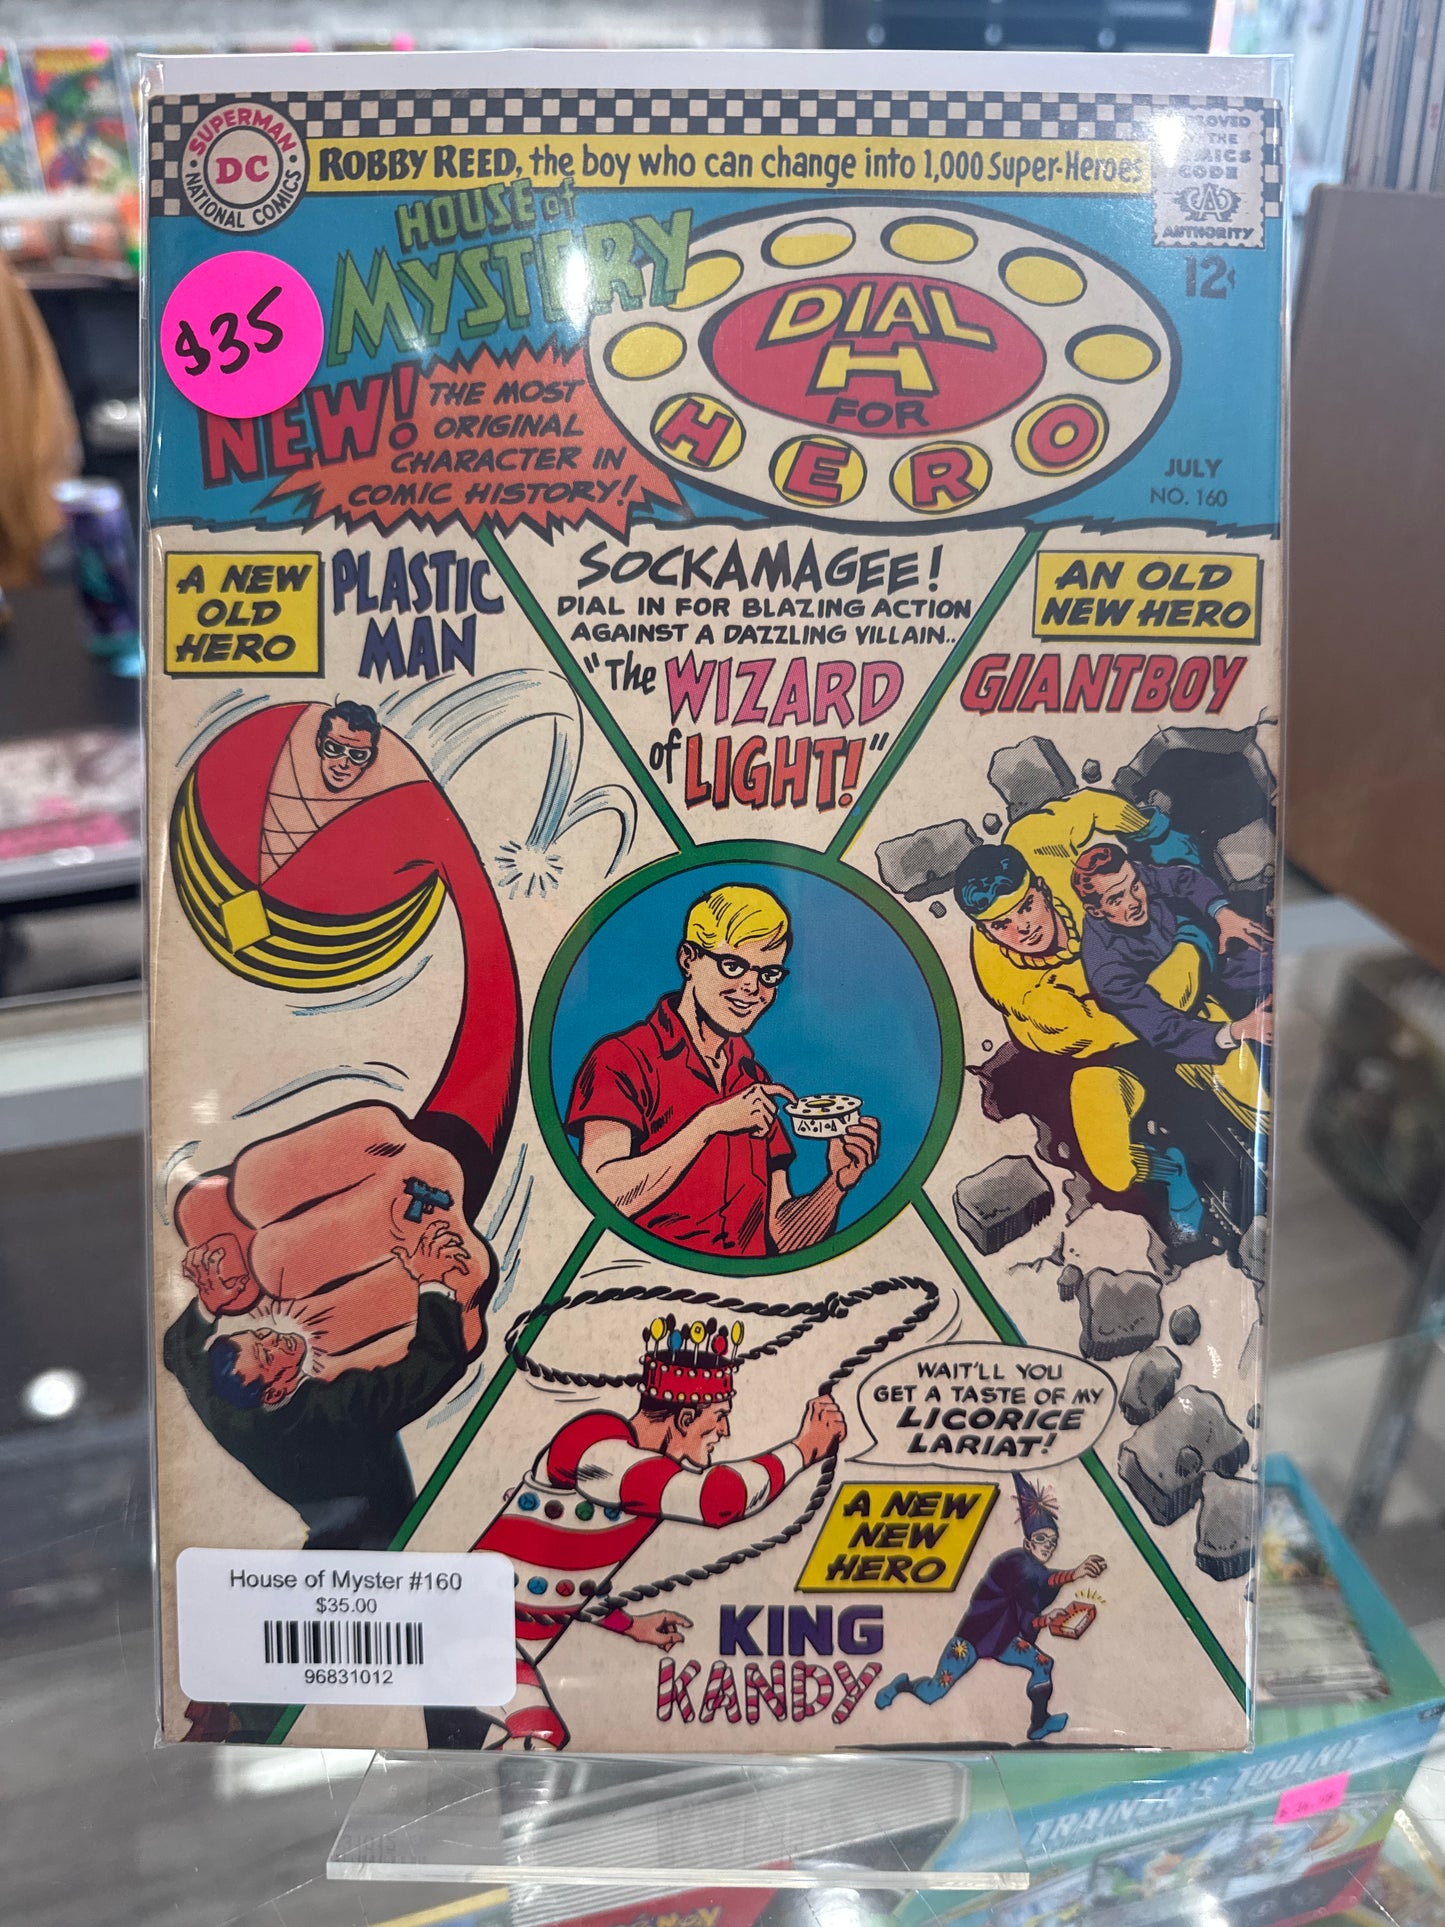 SUPERMAN
DC
NATIONAL COMICS
ROBBY REED, the boy who can change into 1,000 Super-Heroes
COMICS
CODE
AUTHORITY
HOUSE of
MYSTERY
12¢
$35
DIAL
H
FOR
HERO
NEW! THE MOST
ORIGINAL
CHARACTER IN
COMIC HISTORY!
JULY
NO. 160
A NEW
OLD
HERO
PLASTIC
MAN
SOCKAMAGEE!
DIAL IN FOR BLAZING ACTION
AGAINST A DAZZLING VILLAIN..
"The WIZARD
of LIGHT!"
AN OLD
NEW HERO
GIANTBOY
WAIT'LL YOU
GET A TASTE OF MY
LICORICE
LARIAT!
A NEW
NEW
HERO
KING
KANDY
House of Myster #160
$35.00
96831012
TRAINER'S TOOLKIT